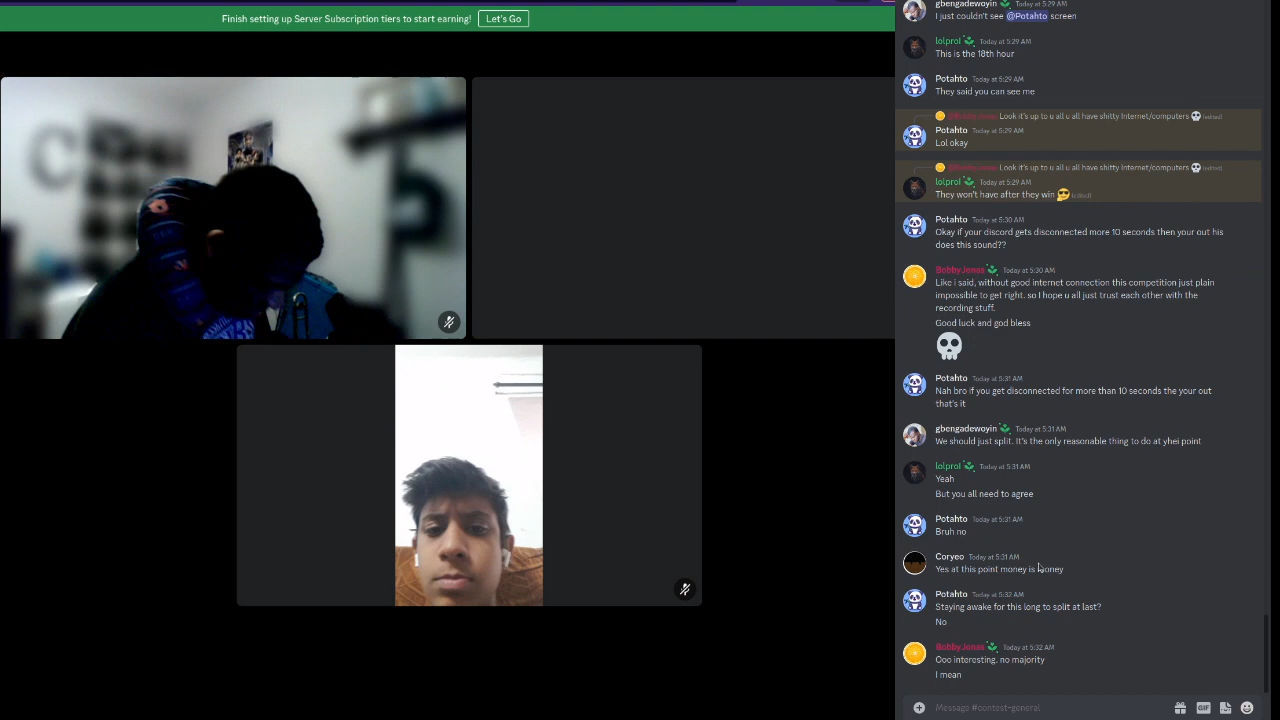 Finish setting up Server Subscription tiers to start earning! Let's Go
gbengadewoyin Today at 5:29 AM
I just couldn't see @Potahto screen
lolprol Today at 5:29 AM
This is the 18th hour
Potahto Today at 5:29 AM
They said you can see me
@BobbyJonas Look it's up to u all u all have shitty Internet/computers 💀 (edited)
Potahto Today at 5:29 AM
Lol okay
@BobbyJonas Look it's up to u all u all have shitty Internet/computers 💀 (edited)
lolprol Today at 5:29 AM
They won't have after they win (edited)
Potahto Today at 5:30 AM
Okay if your discord gets disconnected more 10 seconds then your out his
does this sound??
BobbyJonas Today at 5:30 AM
Like i said, without good internet connection this competition just plain
impossible to get right. so I hope u all just trust each other with the
recording stuff.
Good luck and god bless
💀
Potahto Today at 5:31 AM
Nah bro if you get disconnected for more than 10 seconds the your out
that's it
gbengadewoyin Today at 5:31 AM
We should just split. It's the only reasonable thing to do at yhei point
lolprol Today at 5:31 AM
Yeah
But you all need to agree
Potahto Today at 5:31 AM
Bruh no
Coryeo Today at 5:31 AM
Yes at this point money is money
Potahto Today at 5:32 AM
Staying awake for this long to split at last?
No
BobbyJonas Today at 5:32 AM
Ooo interesting. no majority
I mean
Message #contest-general
GIF